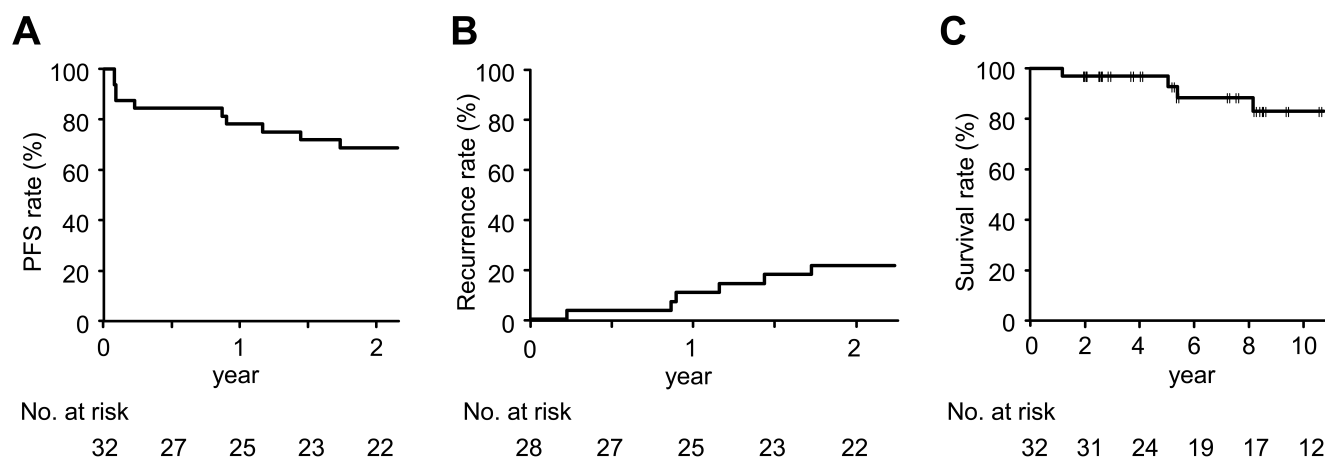 A
PFS rate (%)
100
80
60
40
20
0
0 1 2
year
No. at risk
32 27 25 23 22
B
Recurrence rate (%)
100
80
60
40
20
0
0 1 2
year
No. at risk
28 27 25 23 22
C
Survival rate (%)
100
80
60
40
20
0
0 2 4 6 8 10
year
No. at risk
32 31 24 19 17 12